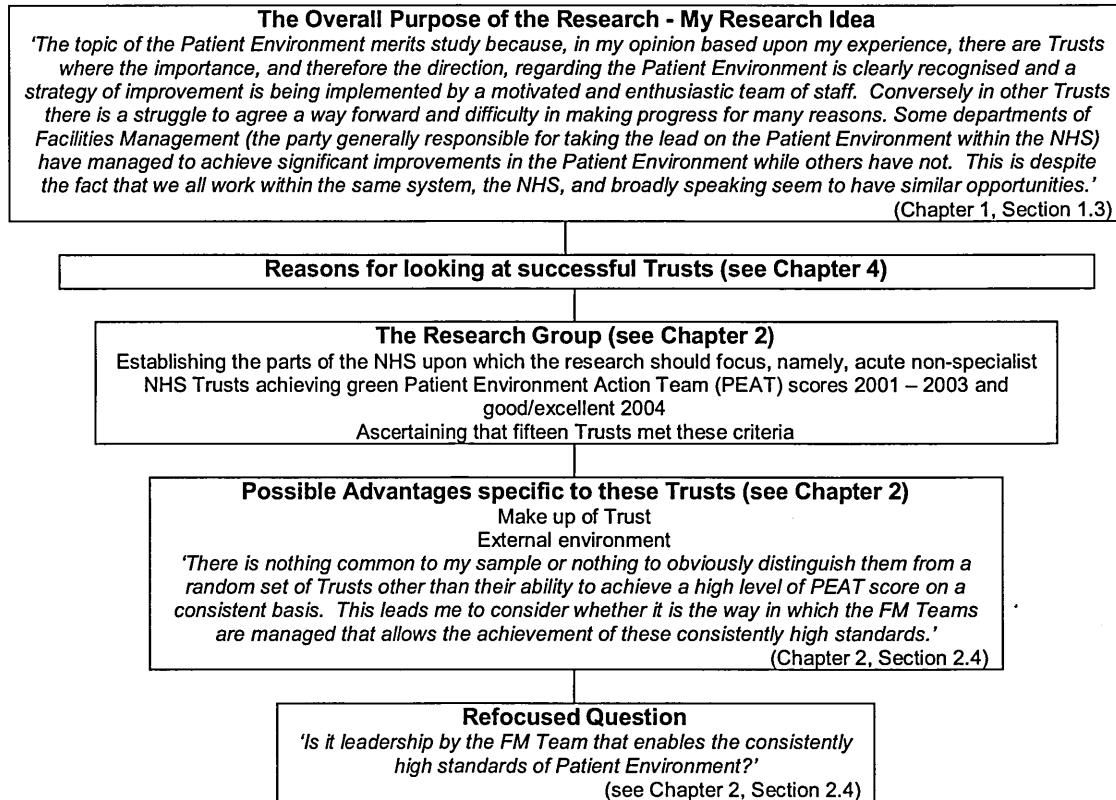 The Overall Purpose of the Research - My Research Idea
'The topic of the Patient Environment merits study because, in my opinion based upon my experience, there are Trusts
where the importance, and therefore the direction, regarding the Patient Environment is clearly recognised and a
strategy of improvement is being implemented by a motivated and enthusiastic team of staff. Conversely in other Trusts
there is a struggle to agree a way forward and difficulty in making progress for many reasons. Some departments of
Facilities Management (the party generally responsible for taking the lead on the Patient Environment within the NHS)
have managed to achieve significant improvements in the Patient Environment while others have not. This is despite
the fact that we all work within the same system, the NHS, and broadly speaking seem to have similar opportunities.'
(Chapter 1, Section 1.3)
Reasons for looking at successful Trusts (see Chapter 4)
The Research Group (see Chapter 2)
Establishing the parts of the NHS upon which the research should focus, namely, acute non-specialist
NHS Trusts achieving green Patient Environment Action Team (PEAT) scores 2001 – 2003 and
good/excellent 2004
Ascertaining that fifteen Trusts met these criteria
Possible Advantages specific to these Trusts (see Chapter 2)
Make up of Trust
External environment
'There is nothing common to my sample or nothing to obviously distinguish them from a
random set of Trusts other than their ability to achieve a high level of PEAT score on a
consistent basis. This leads me to consider whether it is the way in which the FM Teams
are managed that allows the achievement of these consistently high standards.'
(Chapter 2, Section 2.4)
Refocused Question
'Is it leadership by the FM Team that enables the consistently
high standards of Patient Environment?'
(see Chapter 2, Section 2.4)